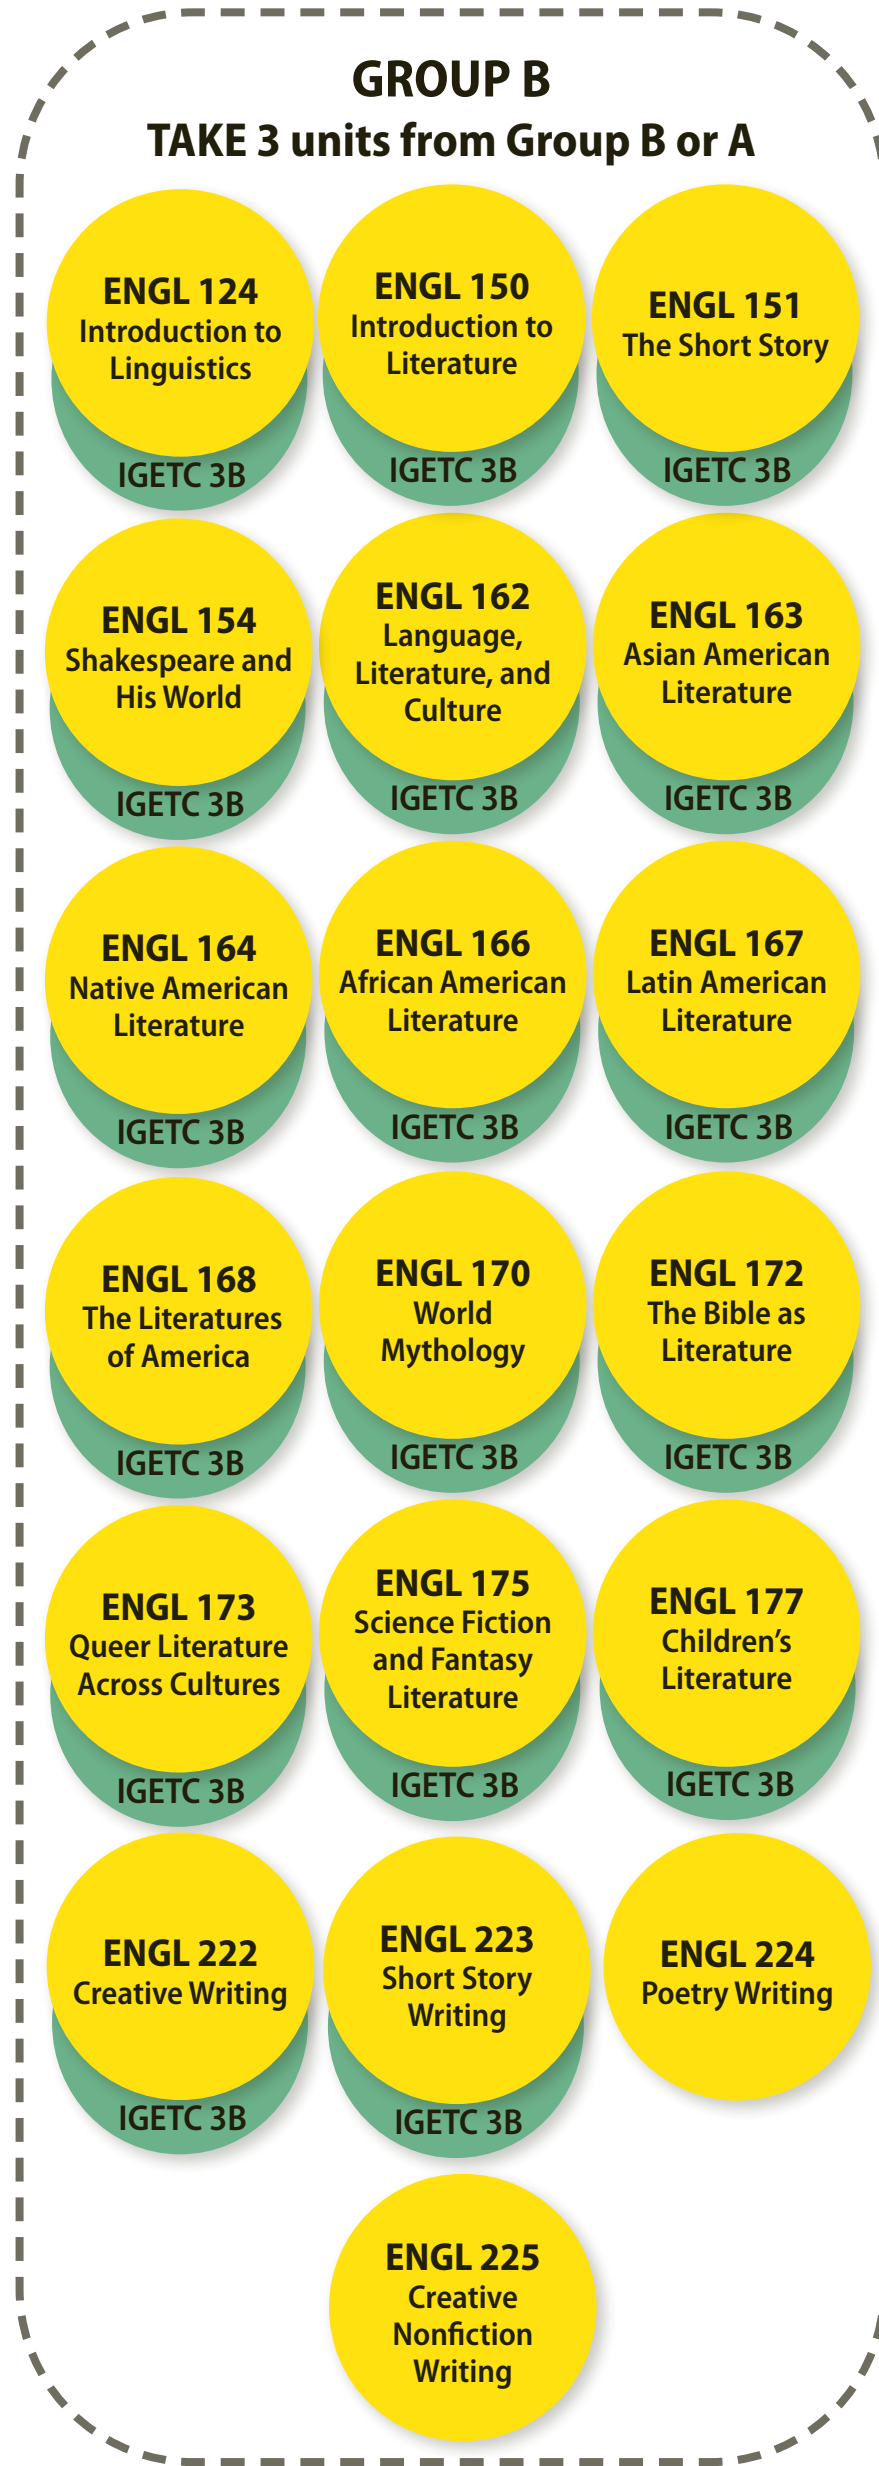 GROUP B
TAKE 3 units from Group B or A
ENGL 124
Introduction to
Linguistics
IGETC 3B
ENGL 150
Introduction to
Literature
IGETC 3B
ENGL 151
The Short Story
IGETC 3B
ENGL 154
Shakespeare and
His World
IGETC 3B
ENGL 162
Language,
Literature, and
Culture
IGETC 3B
ENGL 163
Asian American
Literature
IGETC 3B
ENGL 164
Native American
Literature
IGETC 3B
ENGL 166
African American
Literature
IGETC 3B
ENGL 167
Latin American
Literature
IGETC 3B
ENGL 168
The Literatures
of America
IGETC 3B
ENGL 170
World
Mythology
IGETC 3B
ENGL 172
The Bible as
Literature
IGETC 3B
ENGL 173
Queer Literature
Across Cultures
IGETC 3B
ENGL 175
Science Fiction
and Fantasy
Literature
IGETC 3B
ENGL 177
Children’s
Literature
IGETC 3B
ENGL 222
Creative Writing
IGETC 3B
ENGL 223
Short Story
Writing
IGETC 3B
ENGL 224
Poetry Writing
ENGL 225
Creative
Nonfiction
Writing